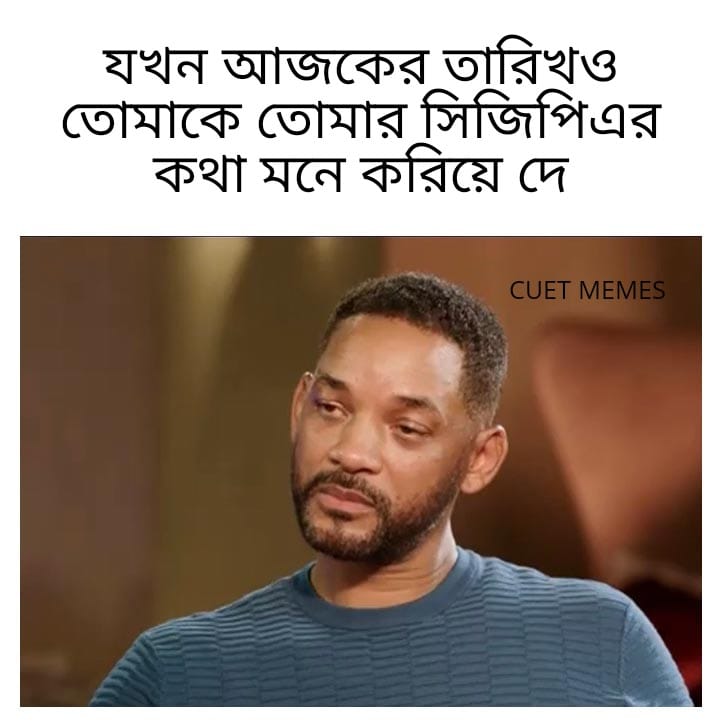 যখন আজকের তারিখও
তোমাকে তোমার সিজিপিএর
কথা মনে করিয়ে দে
CUET MEMES